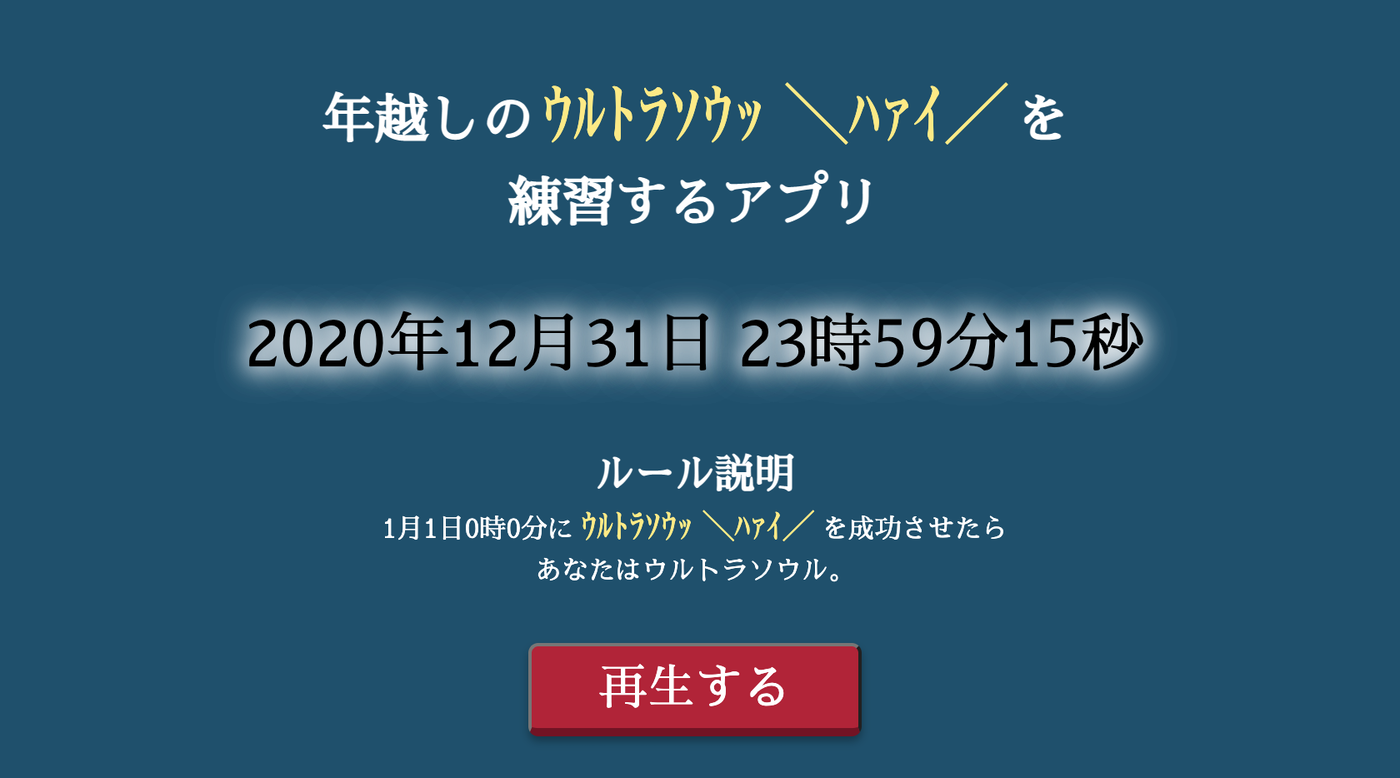 年越しのｳﾙﾄﾗｿｳｯ ＼ﾊｧｲ／を
練習するアプリ
2020年12月31日 23時59分15秒
ルール説明
1月1日0時0分に ｳﾙﾄﾗｿｳｯ ＼ﾊｧｲ／ を成功させたら
あなたはウルトラソウル。
再生する